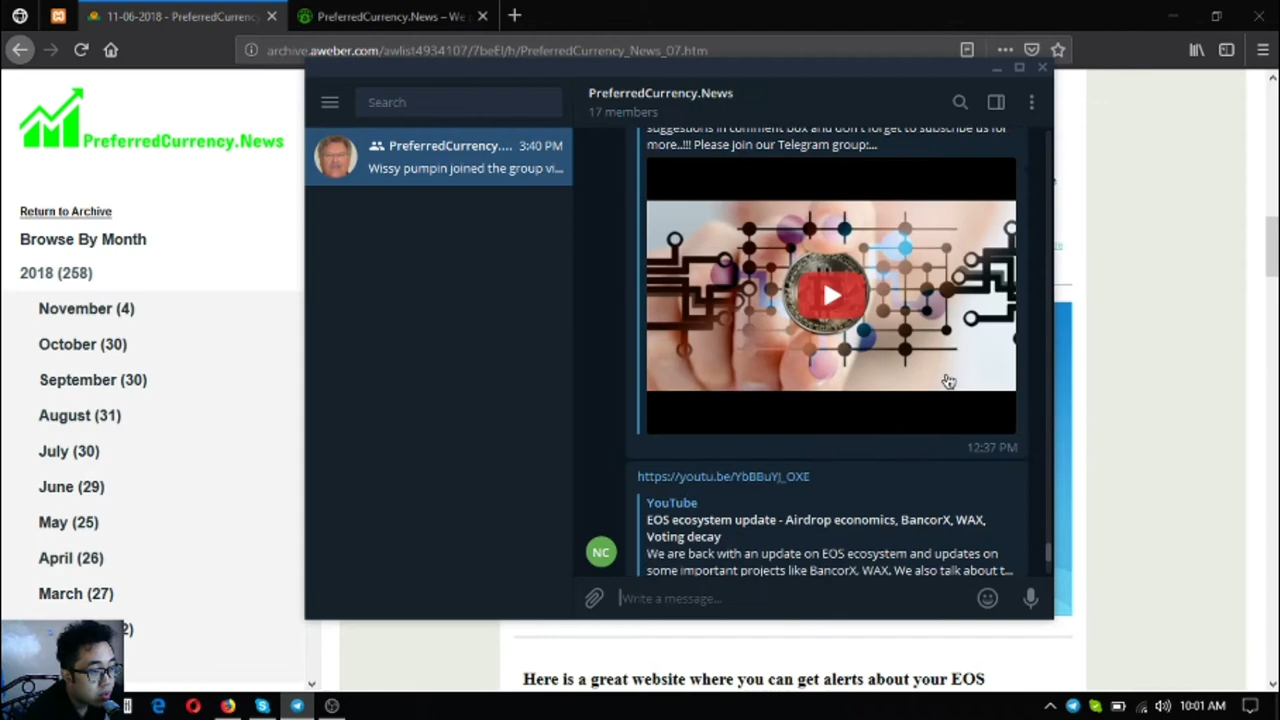 11-06-2018 - PreferredCurrency.
PreferredCurrency.News – We
archive.aweber.com/awlist4934107/7beEl/h/PreferredCurrency_News_07.htm
PreferredCurrency.News
Return to Archive
Browse By Month
2018 (258)
November (4)
October (30)
September (30)
August (31)
July (30)
June (29)
May (25)
April (26)
March (27)
2)
Search
PreferredCurrency.... 3:40 PM
Wissy pumpin joined the group vi...
PreferredCurrency.News
17 members
suggestions in comment box and don't forget to subscribe us for
more..!!! Please join our Telegram group:...
12:37 PM
https://youtu.be/YbBBuYJ_OXE
YouTube
EOS ecosystem update - Airdrop economics, BancorX, WAX,
Voting decay
NC
We are back with an update on EOS ecosystem and updates on
some important projects like BancorX, WAX. We also talk about t...
Write a message...
Here is a great website where you can get alerts about your EOS
10:01 AM